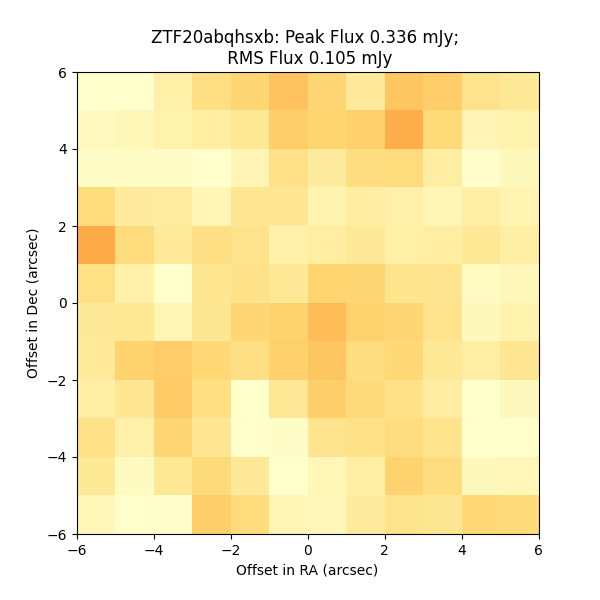 ZTF20abqhsxb: Peak Flux 0.336 mJy;
RMS Flux 0.105 mJy
6
4
2
0
−2
−4
−6
Offset in Dec (arcsec)
−6 −4 −2 0 2 4 6
Offset in RA (arcsec)